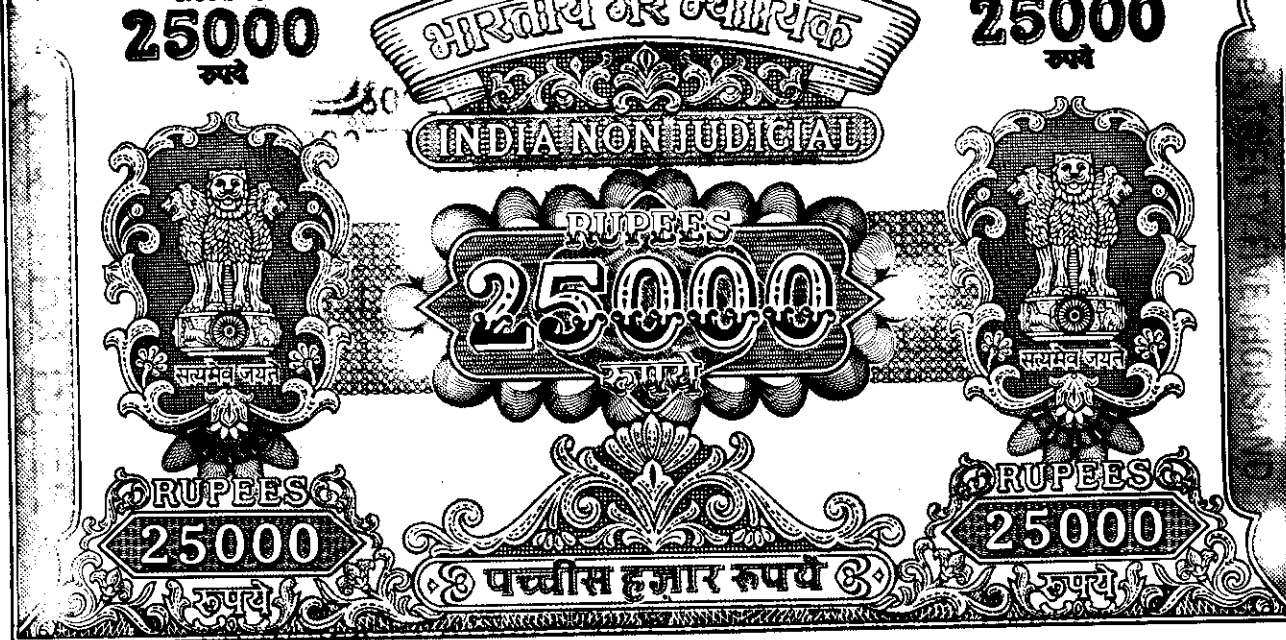 25000
रुपये
25000
रुपये
भारतीय गैर न्यायिक
INDIA NON JUDICIAL
RUPEES
25000
रुपये
सत्यमेव जयते
सत्यमेव जयते
RUPEES
25000
रुपये
RUPEES
25000
रुपये
पच्चीस हज़ार रुपये